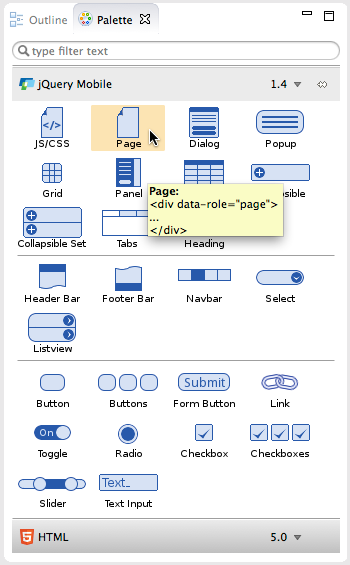 Outline Palette
type filter text
jQuery Mobile 1.4
</>
JS/CSS Page Dialog Popup
Grid Panel
Page:
<div data-role="page">
...
</div>
Collapsible Set Tabs Heading
Header Bar Footer Bar Navbar Select
Listview
Submit
Button Buttons Form Button Link
On
Toggle Radio Checkbox Checkboxes
Text_
Slider Text Input
HTML 5.0